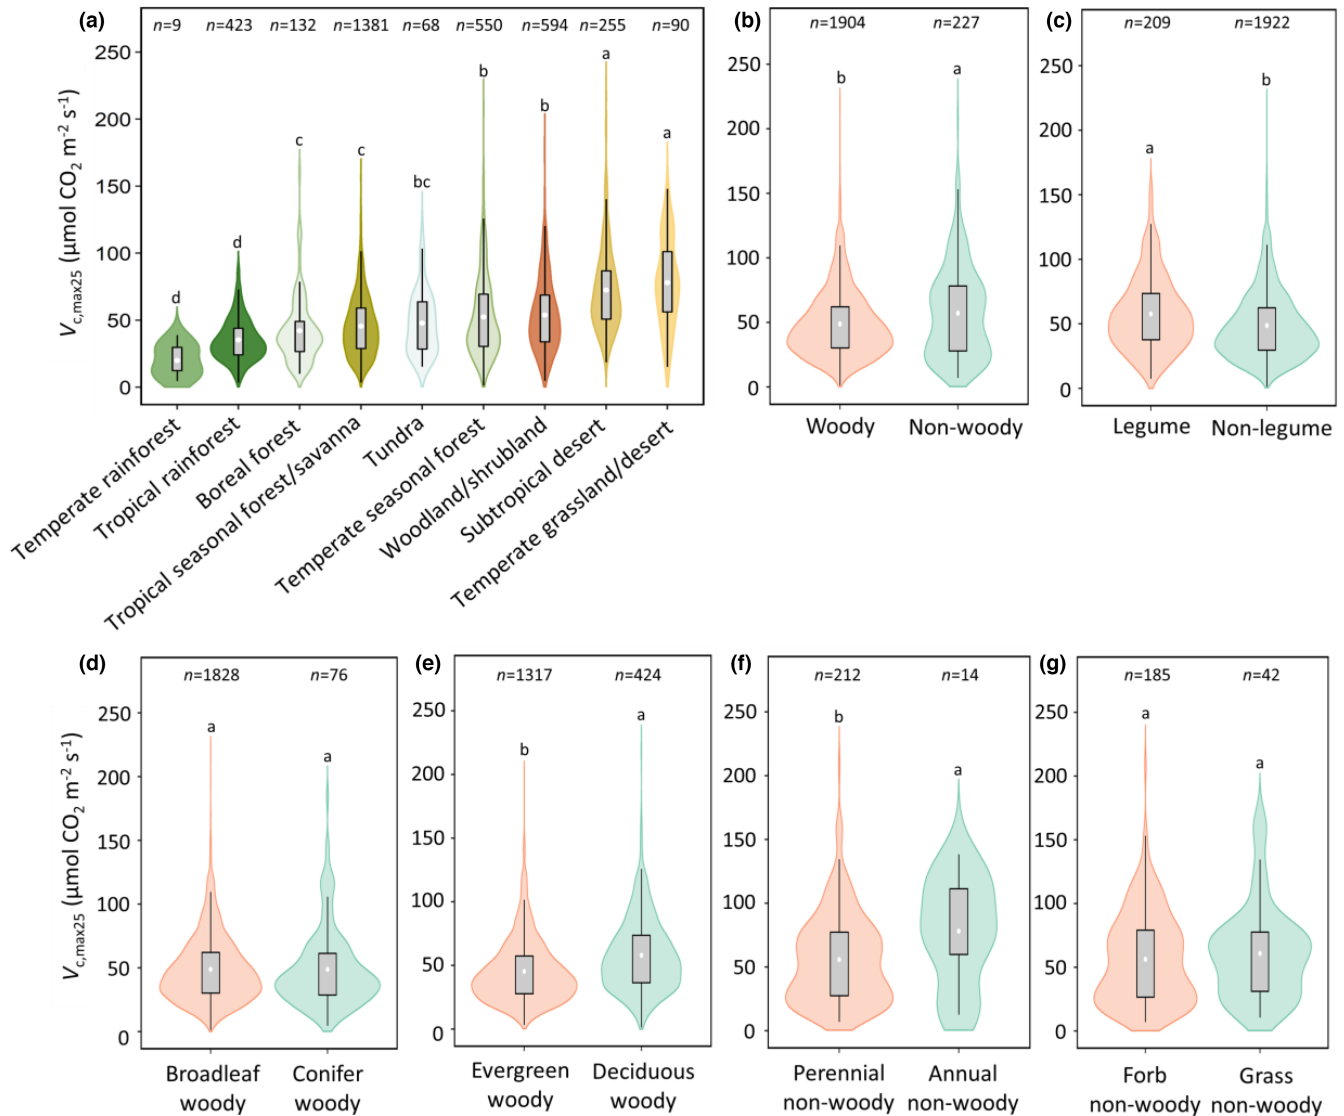 (a)
n=9 n=423 n=132 n=1381 n=68 n=550 n=594 n=255 n=90
250
200
150
100
50
0
Vc,max25 (µmol CO2 m-2 s-1)
d d c c bc b b a a
Temperate rainforest
Tropical rainforest
Boreal forest
Tropical seasonal forest/savanna
Tundra
Temperate seasonal forest
Woodland/shrubland
Subtropical desert
Temperate grassland/desert
(b)
n=1904 n=227
250
200
150
100
50
0
b a
Woody Non-woody
(c)
n=209 n=1922
250
200
150
100
50
0
a b
Legume Non-legume
(d)
n=1828 n=76
250
200
150
100
50
0
Vc,max25 (µmol CO2 m-2 s-1)
a a
Broadleaf Conifer
woody woody
(e)
n=1317 n=424
250
200
150
100
50
0
b a
Evergreen Deciduous
woody woody
(f)
n=212 n=14
250
200
150
100
50
0
b a
Perennial Annual
non-woody non-woody
(g)
n=185 n=42
250
200
150
100
50
0
a a
Forb Grass
non-woody non-woody